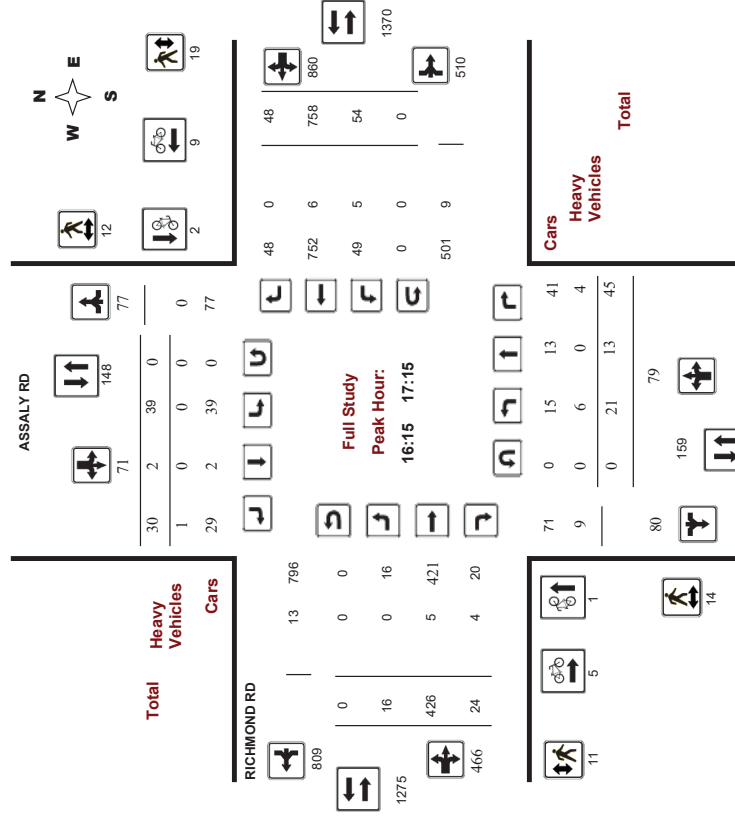 ASSALY RD
N
W E
S
71
148
77
12
19
2
9
Total
30 2 39 0
Heavy
Vehicles
1 0 0 0 0
Cars
29 2 39 0 77
RICHMOND RD
809
13 796
0 0 0
16 0 16
426 5 421
24 4 20
1275
466
Full Study
Peak Hour:
16:15 17:15
48 0 48
752 6 758
49 5 54
0 0 0
501 9
860
1370
510
71 0 15 13 41
Cars
9 0 6 0 4
Heavy
Vehicles
0 21 13 45
Total
80
159
79
11
5
1
14